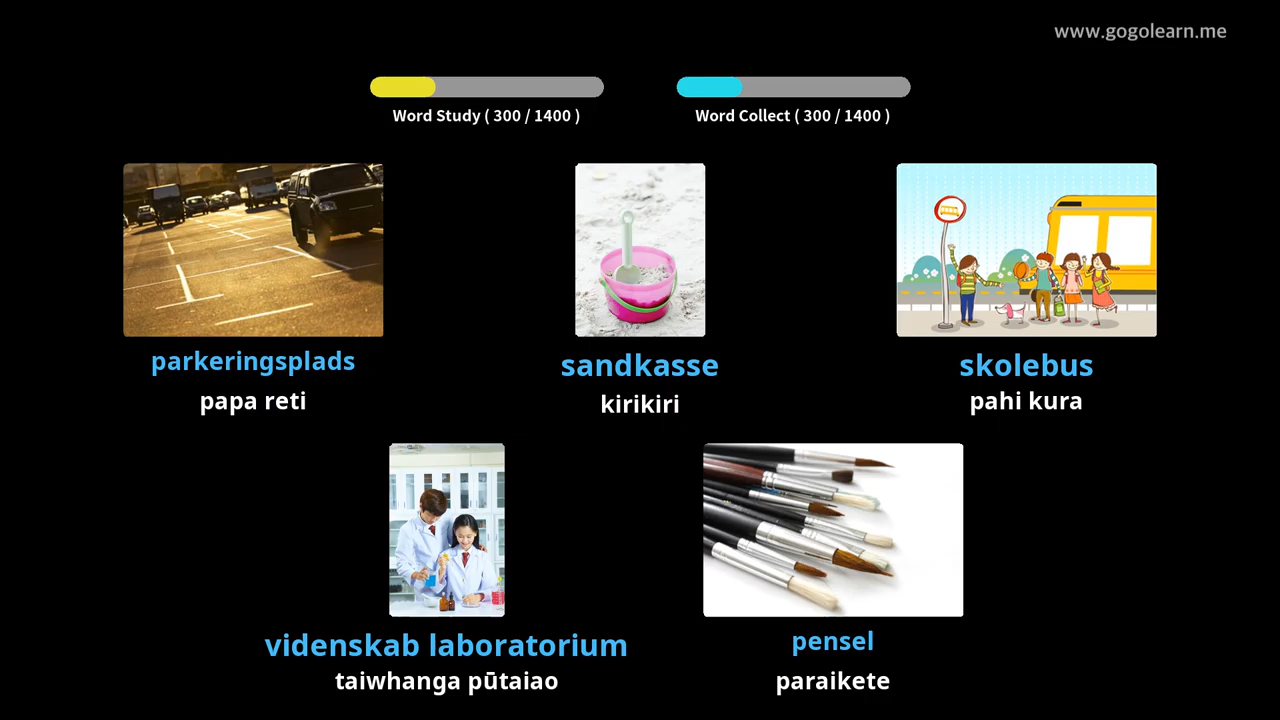 www.gogolearn.me
Word Study ( 300 / 1400 )
Word Collect ( 300 / 1400 )
parkeringsplads
papa reti
sandkasse
kirikiri
skolebus
pahi kura
videnskab laboratorium
taiwhanga pūtaiao
pensel
paraikete